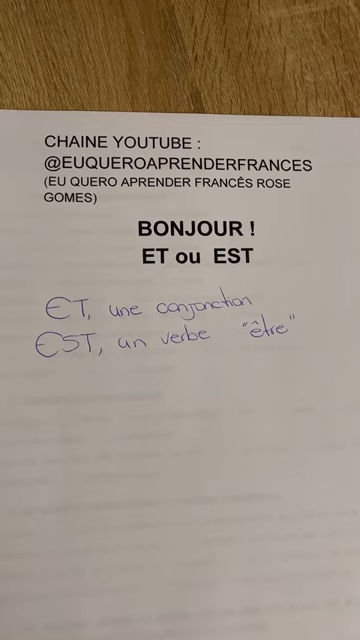 CHAINE YOUTUBE :
@EUQUEROAPRENDERFRANCES
(EU QUERO APRENDER FRANCÊS ROSE
GOMES)
BONJOUR !
ET ou EST
ET, une conjonction
EST, un verbe "être"